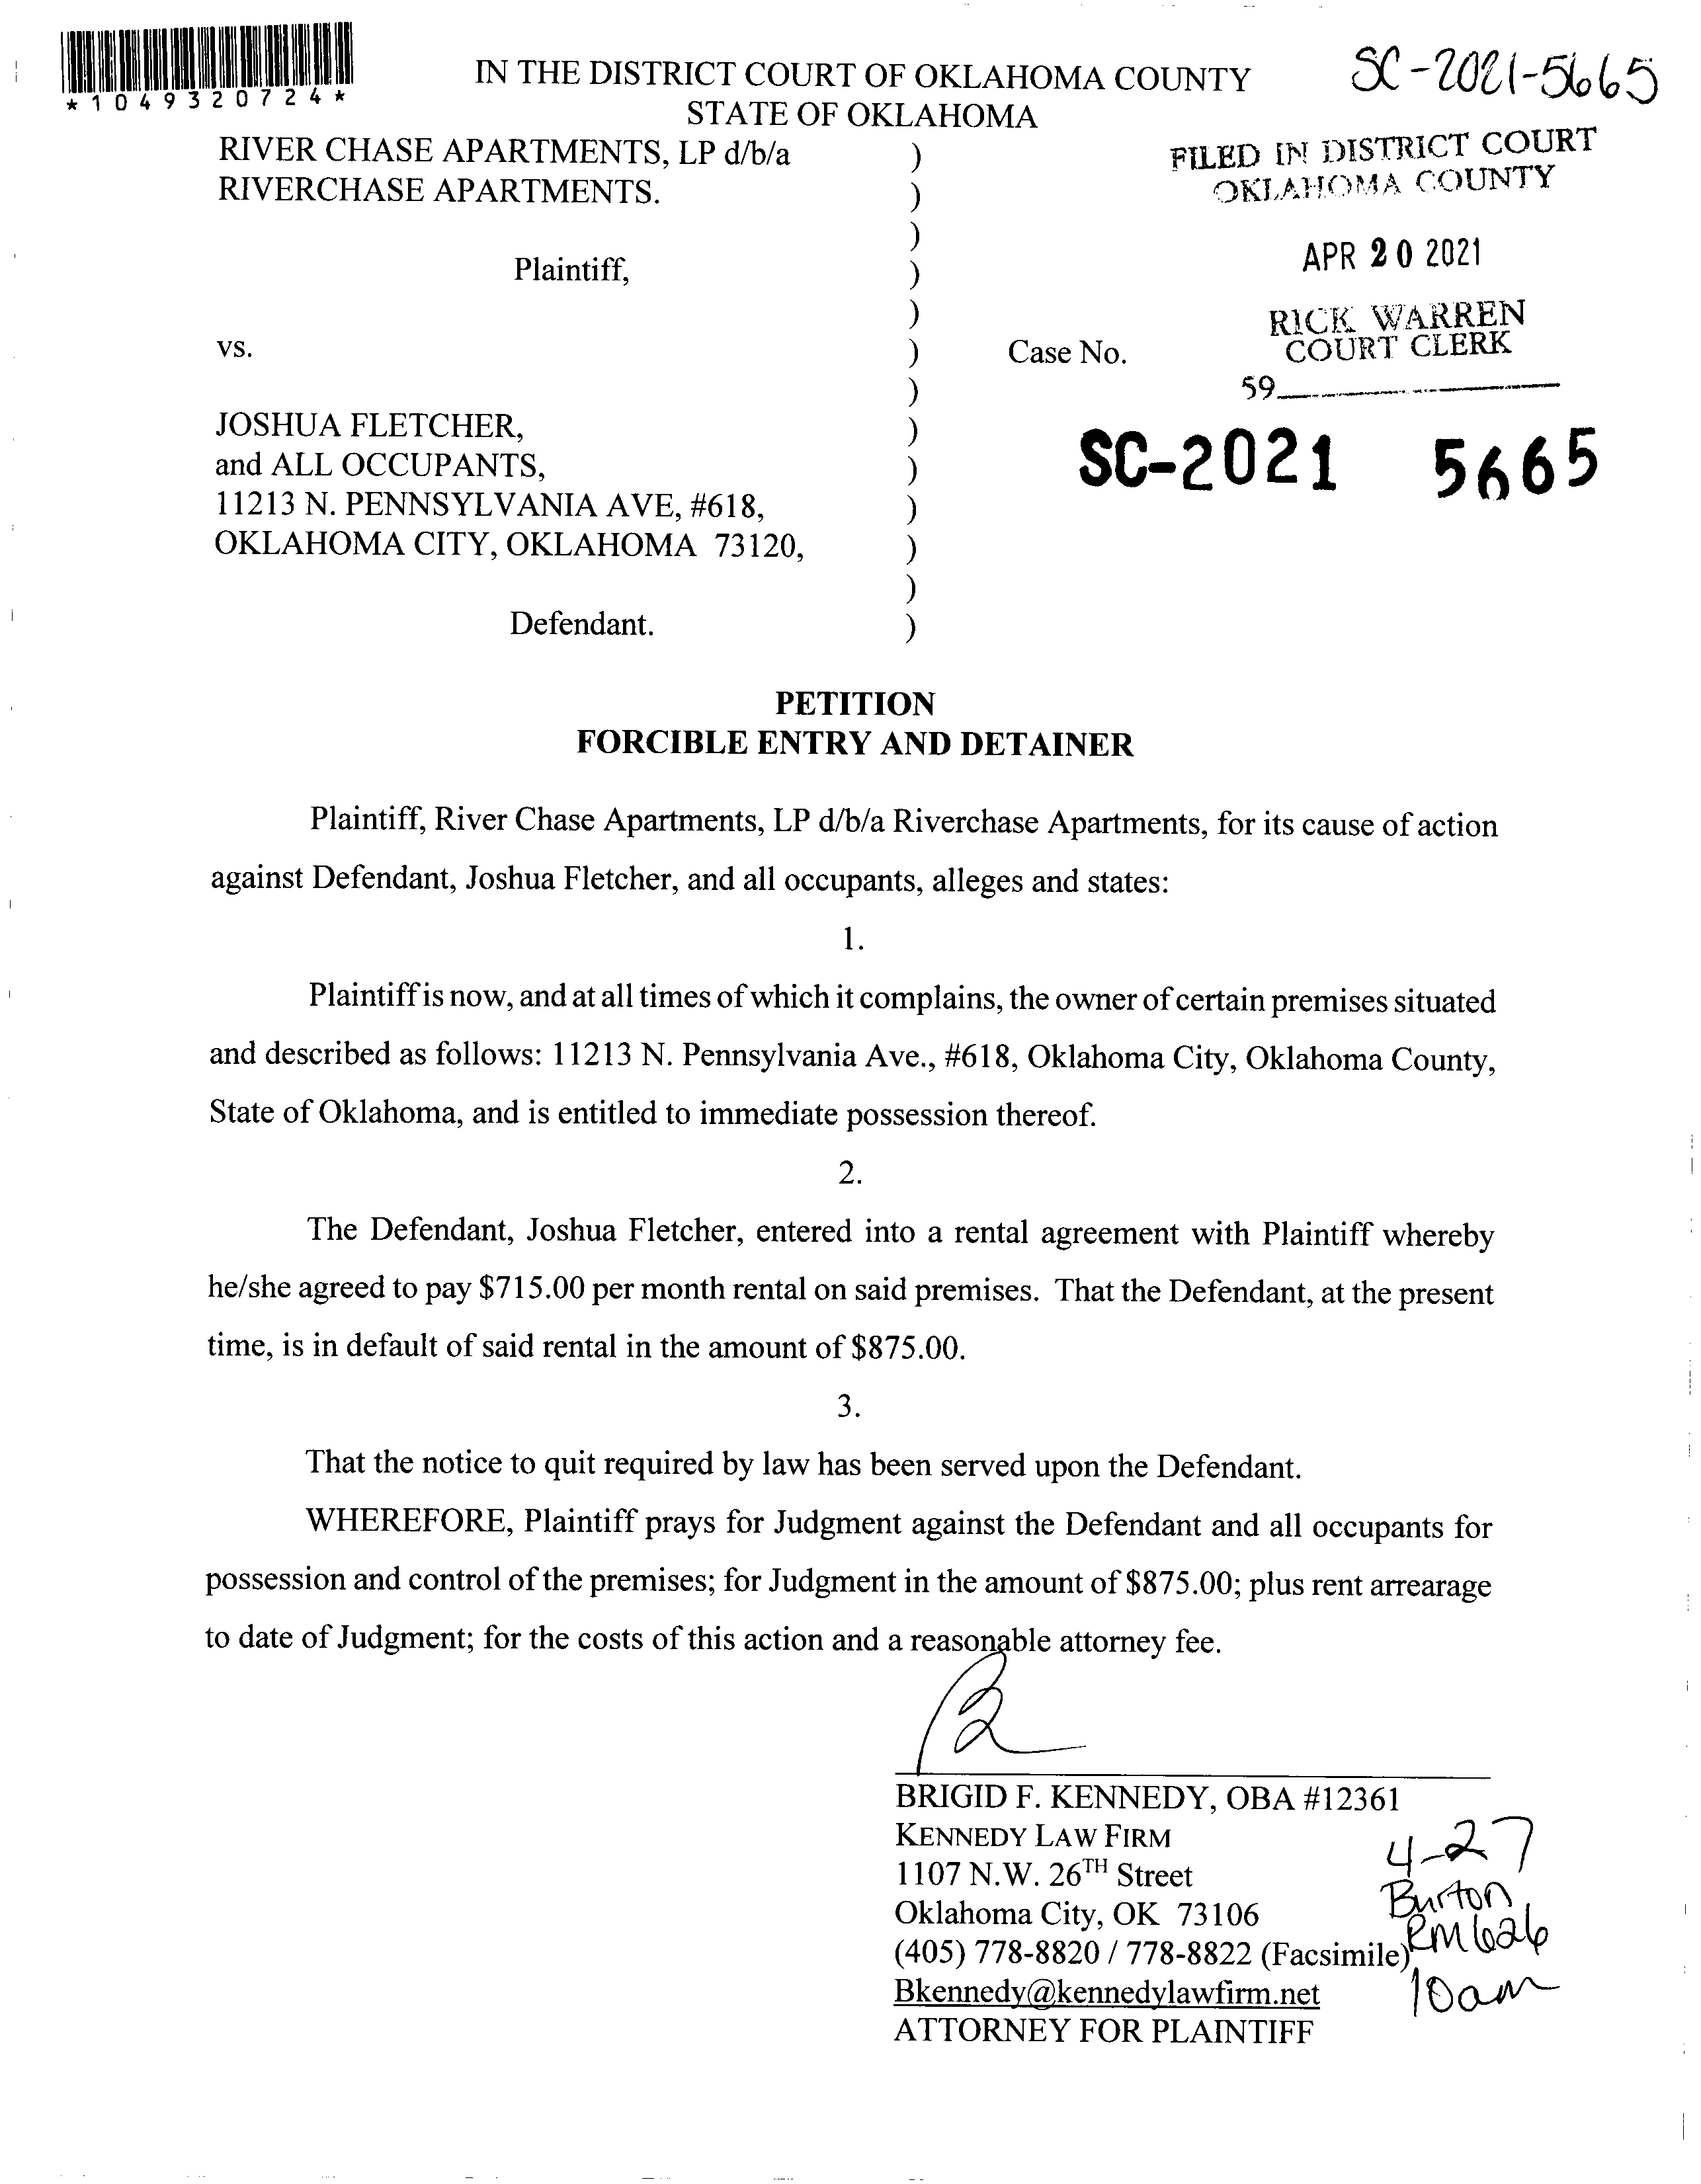 *1049320724*
IN THE DISTRICT COURT OF OKLAHOMA COUNTY
STATE OF OKLAHOMA
SC-2021-5665
RIVER CHASE APARTMENTS, LP d/b/a )
RIVERCHASE APARTMENTS. )
)
Plaintiff, )
)
vs. ) Case No.
)
JOSHUA FLETCHER, )
and ALL OCCUPANTS, )
11213 N. PENNSYLVANIA AVE, #618, )
OKLAHOMA CITY, OKLAHOMA 73120, )
)
Defendant. )
FILED IN DISTRICT COURT
OKLAHOMA COUNTY
APR 20 2021
RICK WARREN
COURT CLERK
59
SC-2021 5665
PETITION
FORCIBLE ENTRY AND DETAINER
Plaintiff, River Chase Apartments, LP d/b/a Riverchase Apartments, for its cause of action
against Defendant, Joshua Fletcher, and all occupants, alleges and states:
1.
Plaintiff is now, and at all times of which it complains, the owner of certain premises situated
and described as follows: 11213 N. Pennsylvania Ave., #618, Oklahoma City, Oklahoma County,
State of Oklahoma, and is entitled to immediate possession thereof.
2.
The Defendant, Joshua Fletcher, entered into a rental agreement with Plaintiff whereby
he/she agreed to pay $715.00 per month rental on said premises. That the Defendant, at the present
time, is in default of said rental in the amount of $875.00.
3.
That the notice to quit required by law has been served upon the Defendant.
WHEREFORE, Plaintiff prays for Judgment against the Defendant and all occupants for
possession and control of the premises; for Judgment in the amount of $875.00; plus rent arrearage
to date of Judgment; for the costs of this action and a reasonable attorney fee.
BRIGID F. KENNEDY, OBA #12361
KENNEDY LAW FIRM
1107 N.W. 26TH Street
Oklahoma City, OK 73106
(405) 778-8820 / 778-8822 (Facsimile)
Bkennedy@kennedylawfirm.net
ATTORNEY FOR PLAINTIFF
4-27
Burton
RM 626
10am